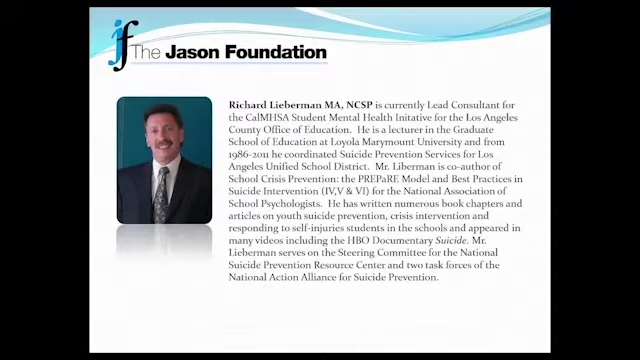 jf The Jason Foundation
Richard Lieberman MA, NCSP is currently Lead Consultant for
the CalMHSA Student Mental Health Initiative for the Los Angeles
County Office of Education. He is a lecturer in the Graduate
School of Education at Loyola Marymount University and from
1986-2011 he coordinated Suicide Prevention Services for Los
Angeles Unified School District. Mr. Liberman is co-author of
School Crisis Prevention: the PREPaRE Model and Best Practices in
Suicide Intervention (IV,V & VI) for the National Association of
School Psychologists. He has written numerous book chapters and
articles on youth suicide prevention, crisis intervention and
responding to self-injuries students in the schools and appeared in
many videos including the HBO Documentary Suicide. Mr.
Lieberman serves on the Steering Committee for the National
Suicide Prevention Resource Center and two task forces of the
National Action Alliance for Suicide Prevention.